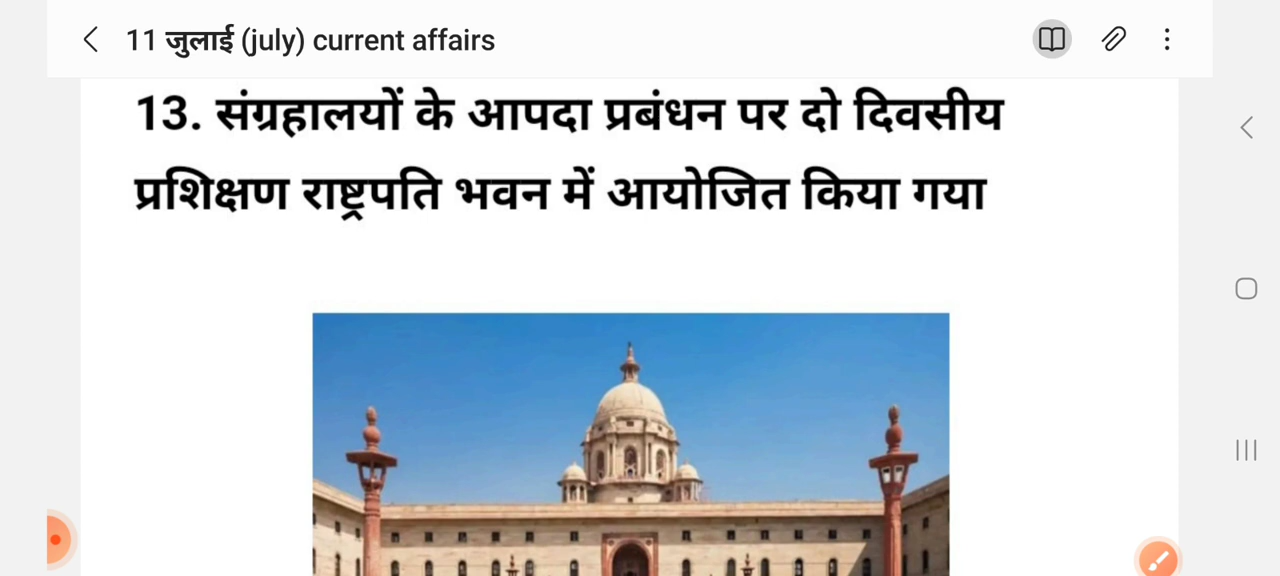 11 जुलाई (july) current affairs
13. संग्रहालयों के आपदा प्रबंधन पर दो दिवसीय
प्रशिक्षण राष्ट्रपति भवन में आयोजित किया गया